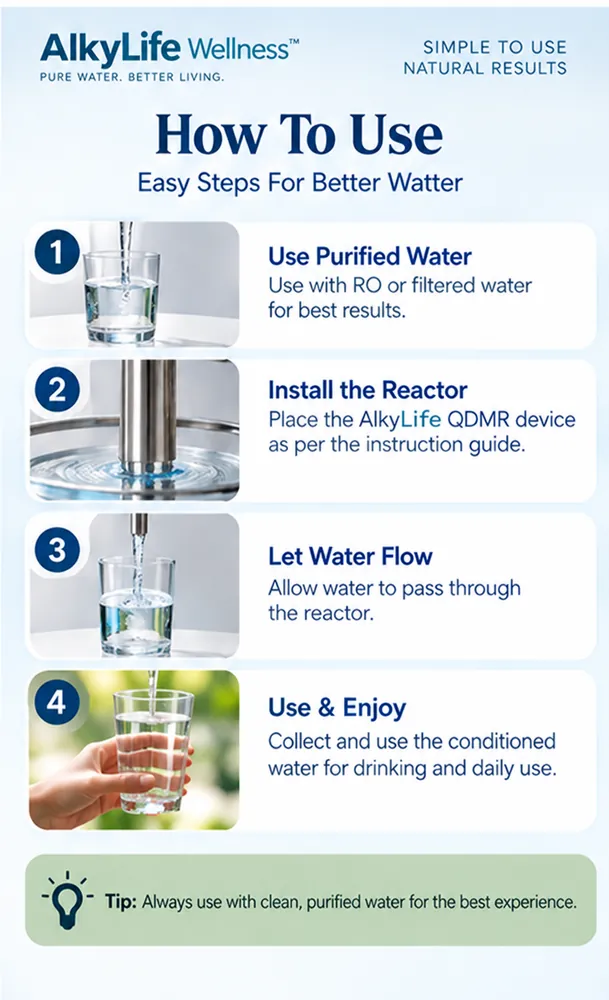 AlkyLife Wellness™
PURE WATER. BETTER LIVING.
SIMPLE TO USE
NATURAL RESULTS
How To Use
Easy Steps For Better Watter
1
Use Purified Water
Use with RO or filtered water
for best results.
2
Install the Reactor
Place the AlkyLife QDMR device
as per the instruction guide.
3
Let Water Flow
Allow water to pass through
the reactor.
4
Use & Enjoy
Collect and use the conditioned
water for drinking and daily use.
Tip: Always use with clean, purified water for the best experience.